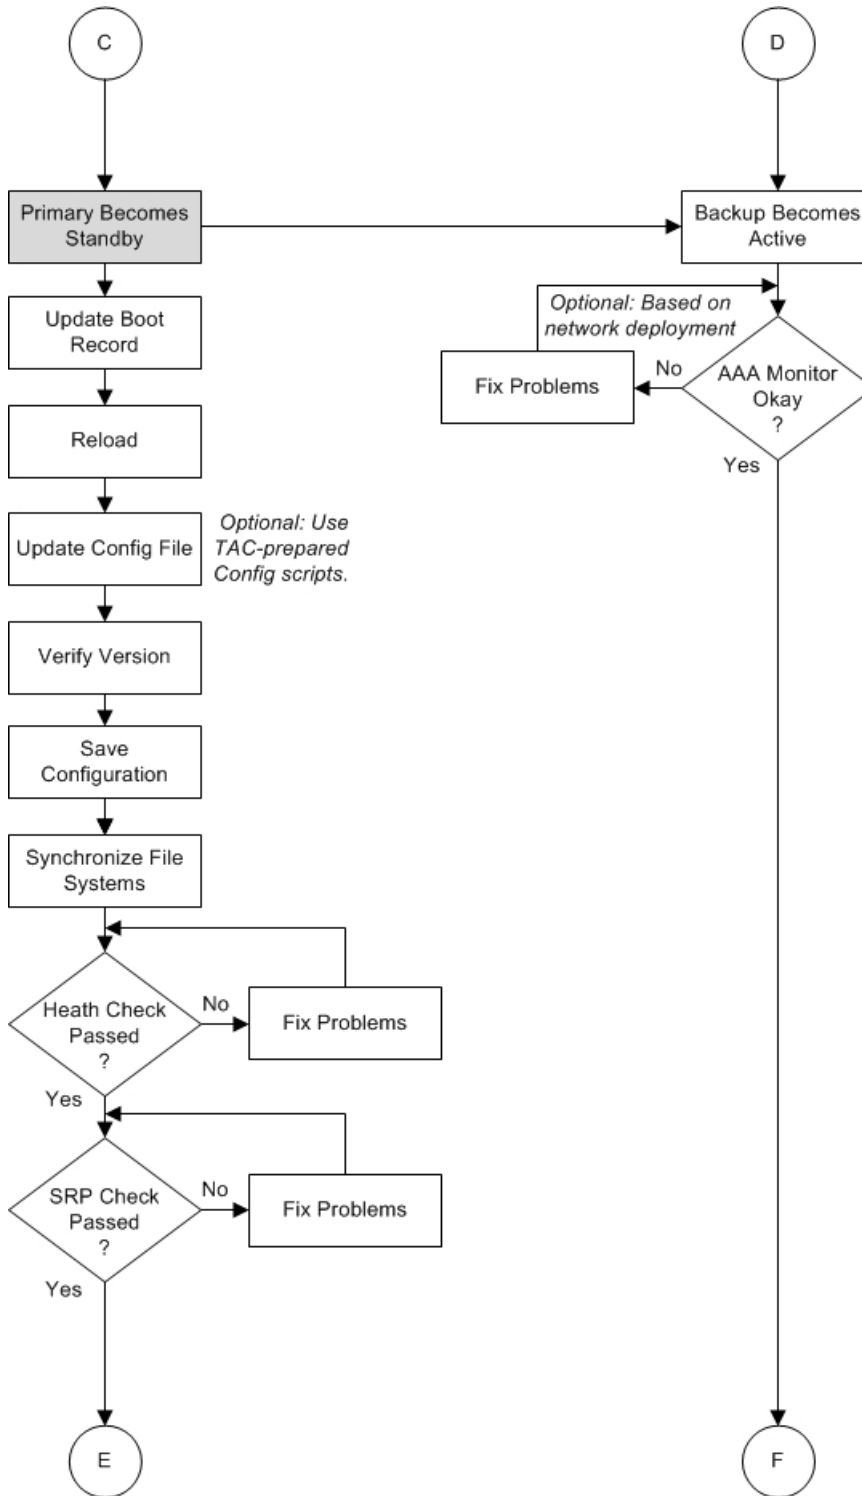 C
D
Primary Becomes
Standby
Backup Becomes
Active
Update Boot
Record
Optional: Based on
network deployment
Fix Problems
No
AAA Monitor
Okay
?
Yes
Reload
Update Config File
Optional: Use
TAC-prepared
Config scripts.
Verify Version
Save
Configuration
Synchronize File
Systems
Heath Check
Passed
?
No
Fix Problems
Yes
SRP Check
Passed
?
No
Fix Problems
Yes
E
F